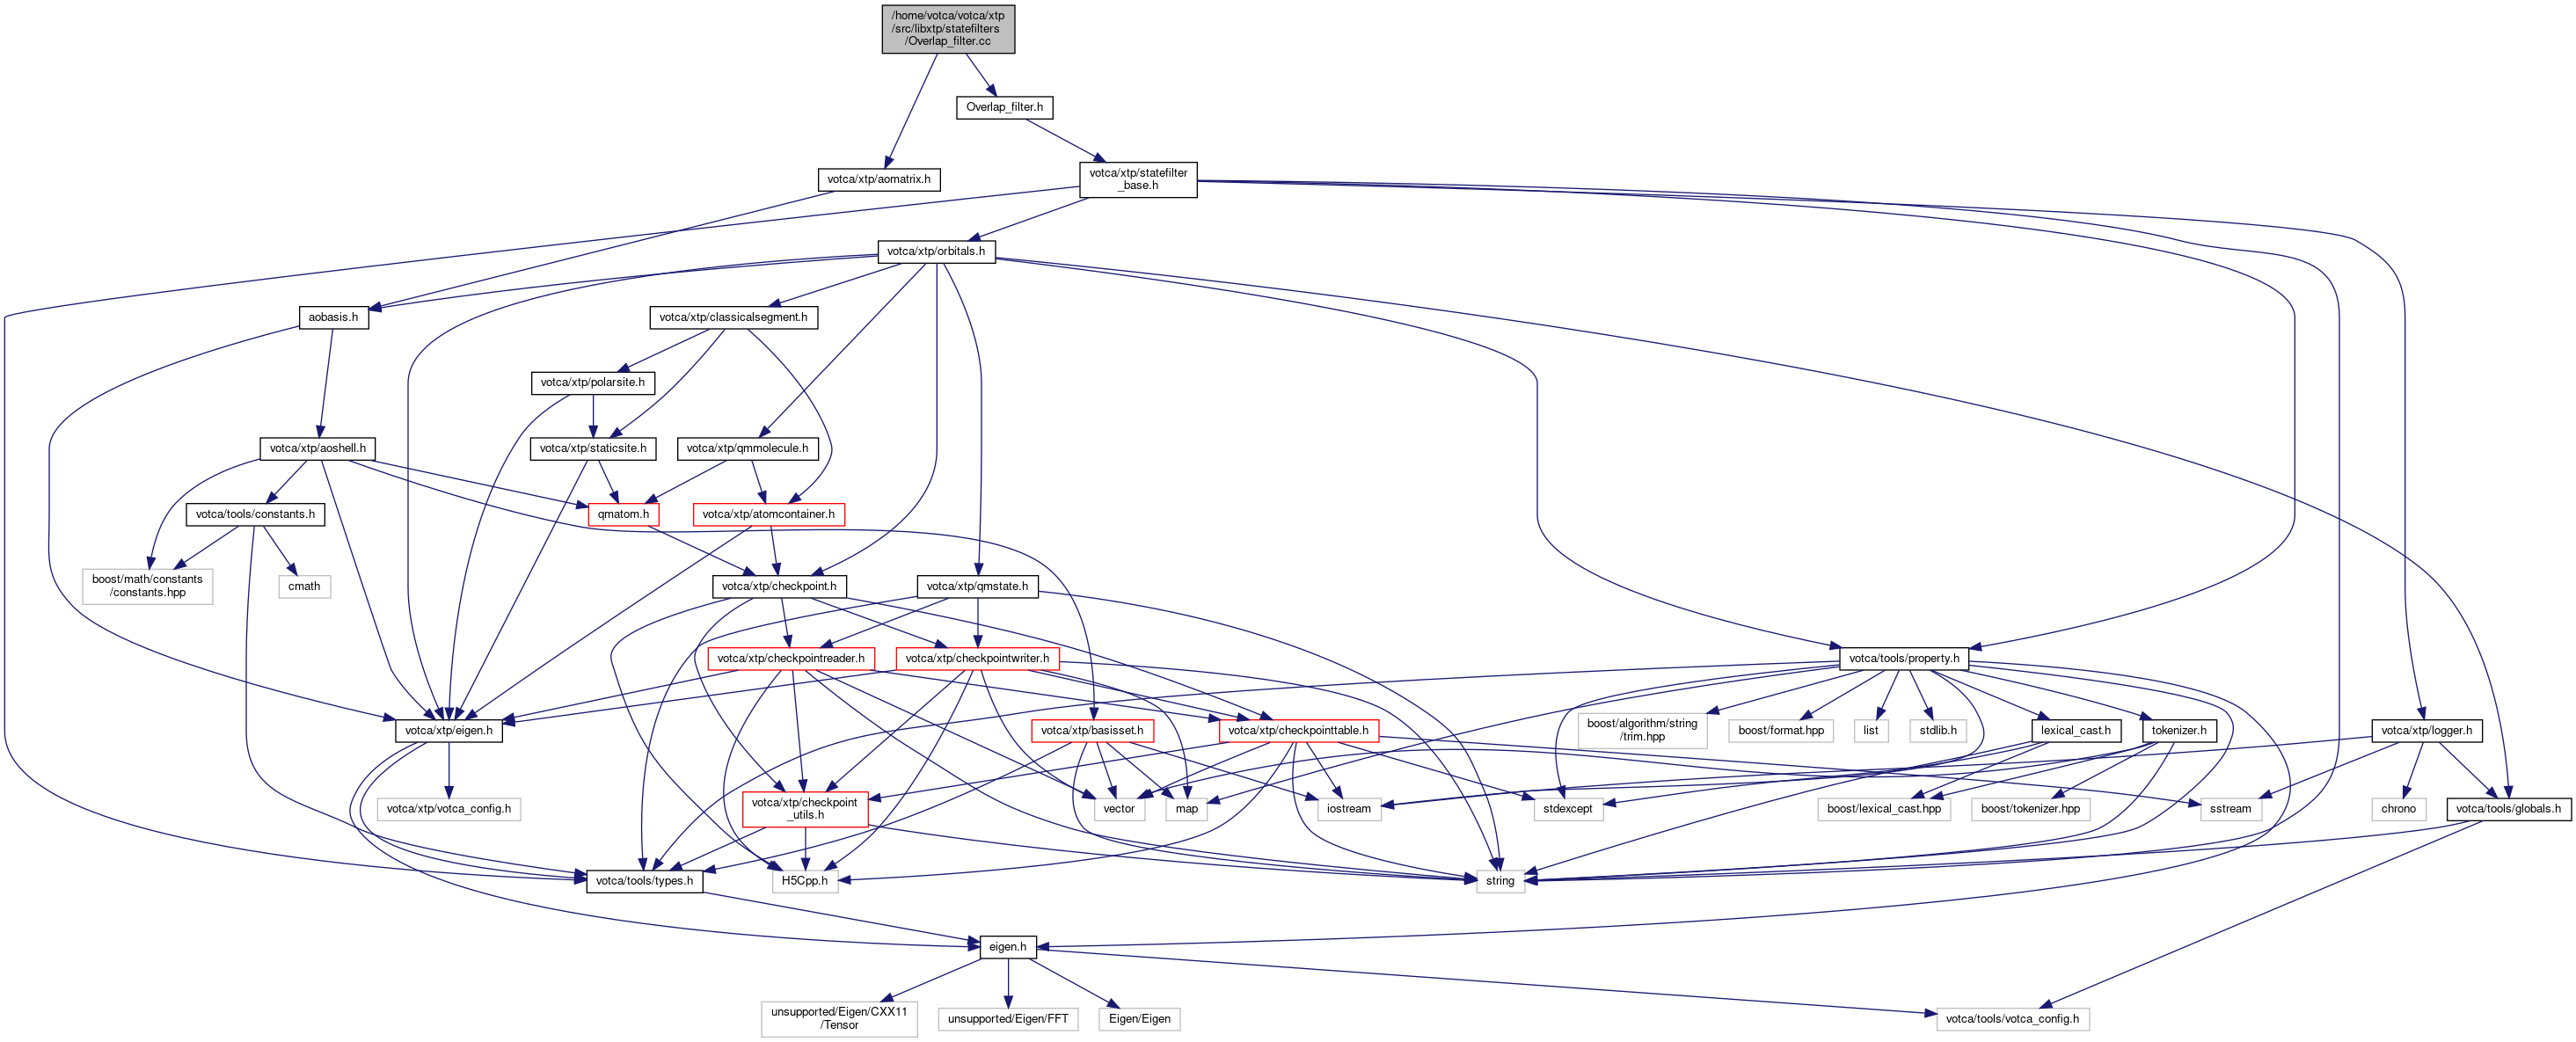 /home/votca/votca/xtp
/src/libxtp/statefilters
/Overlap_filter.cc
Overlap_filter.h
votca/xtp/aomatrix.h
votca/xtp/statefilter
_base.h
votca/xtp/orbitals.h
aobasis.h
votca/xtp/classicalsegment.h
votca/xtp/polarsite.h
votca/xtp/aoshell.h
votca/xtp/staticsite.h
votca/xtp/qmmolecule.h
votca/tools/constants.h
qmatom.h
votca/xtp/atomcontainer.h
boost/math/constants
/constants.hpp
cmath
votca/xtp/checkpoint.h
votca/xtp/qmstate.h
votca/xtp/checkpointreader.h
votca/xtp/checkpointwriter.h
votca/tools/property.h
votca/xtp/eigen.h
votca/xtp/basisset.h
votca/xtp/checkpointtable.h
boost/algorithm/string
/trim.hpp
boost/format.hpp
list
stdlib.h
lexical_cast.h
tokenizer.h
votca/xtp/logger.h
votca/xtp/votca_config.h
votca/xtp/checkpoint
_utils.h
vector
map
iostream
stdexcept
boost/lexical_cast.hpp
boost/tokenizer.hpp
sstream
chrono
votca/tools/globals.h
votca/tools/types.h
H5Cpp.h
string
eigen.h
unsupported/Eigen/CXX11
/Tensor
unsupported/Eigen/FFT
Eigen/Eigen
votca/tools/votca_config.h